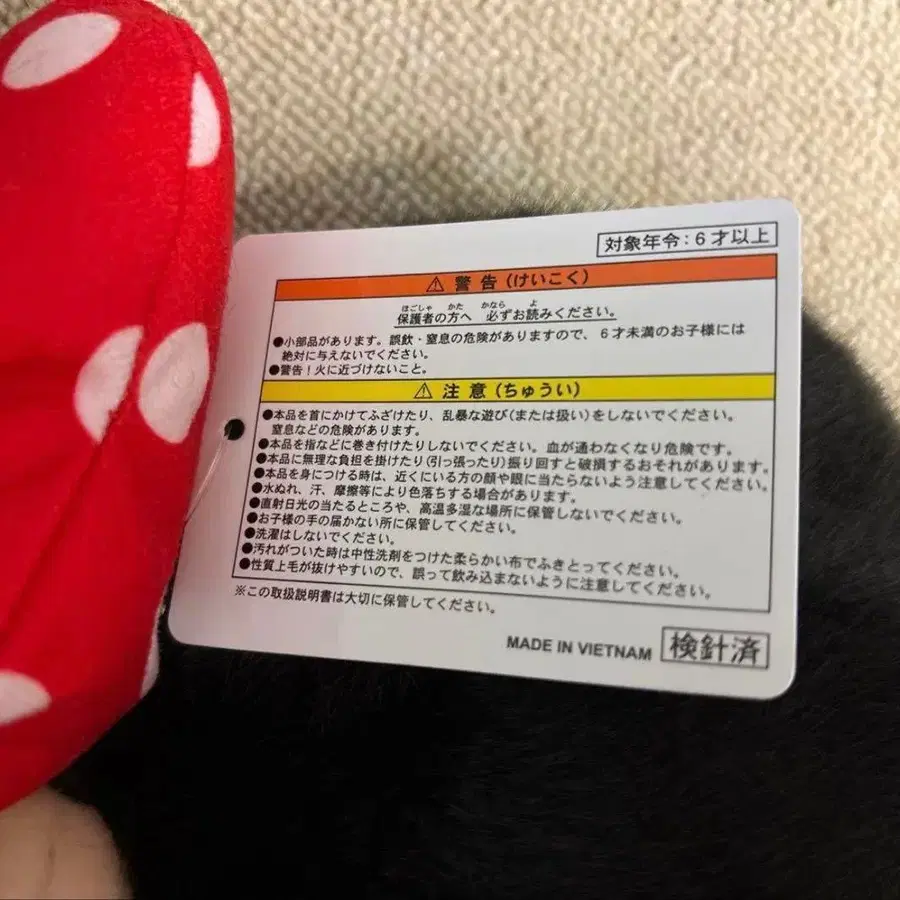 対象年令:6才以上
⚠ 警告(けいこく)
ほごしゃ かた かなら よ
保護者の方へ 必ずお読みください。
●小部品があります。誤飲・窒息の危険がありますので、6才未満のお子様には
絶対に与えないでください。
●警告!火に近づけないこと。
⚠ 注意(ちゅうい)
●本品を首にかけてふざけたり、乱暴な遊び(または扱い)をしないでください。
窒息などの危険があります。
●本品を指などに巻き付けたりしないでください。血が通わなくなり危険です。
●本品に無理な負担を掛けたり(引っ張ったり)振り回すと破損するおそれがあります。
●本品を身につける時は、近くにいる方の顔や眼に当たらないよう注意してください。
●水ぬれ、汗、摩擦等により色落ちする場合があります。
●直射日光の当たるところや、高温多湿な場所に保管しないでください。
●お子様の手の届かない所に保管してください。
●洗濯はしないでください。
●汚れがついた時は中性洗剤をつけた柔らかい布でふきとってください。
●性質上毛が抜けやすいので、誤って飲み込まないように注意してください。
※この取扱説明書は大切に保管してください。
MADE IN VIETNAM 検針済